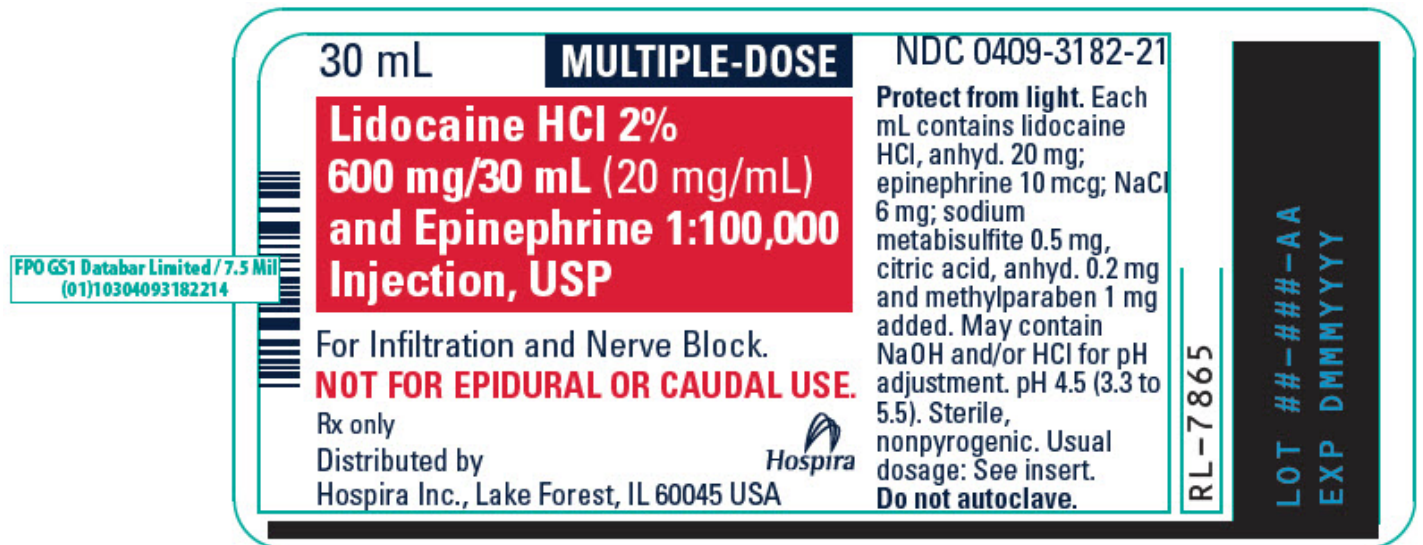 30 mL
MULTIPLE-DOSE
Lidocaine HCl 2%
600 mg/30 mL (20 mg/mL)
and Epinephrine 1:100,000
Injection, USP
For Infiltration and Nerve Block.
NOT FOR EPIDURAL OR CAUDAL USE.
Rx only
Distributed by
Hospira Inc., Lake Forest, IL 60045 USA
Hospira
NDC 0409-3182-21
Protect from light. Each
mL contains lidocaine
HCl, anhyd. 20 mg;
epinephrine 10 mcg; NaCl
6 mg; sodium
metabisulfite 0.5 mg,
citric acid, anhyd. 0.2 mg
and methylparaben 1 mg
added. May contain
NaOH and/or HCl for pH
adjustment. pH 4.5 (3.3 to
5.5). Sterile,
nonpyrogenic. Usual
dosage: See insert.
Do not autoclave.
FPO GS1 Databar Limited / 7.5 Mil
(01)10304093182214
RL-7865
LOT ##-###-AA
EXP DMMMYYYY